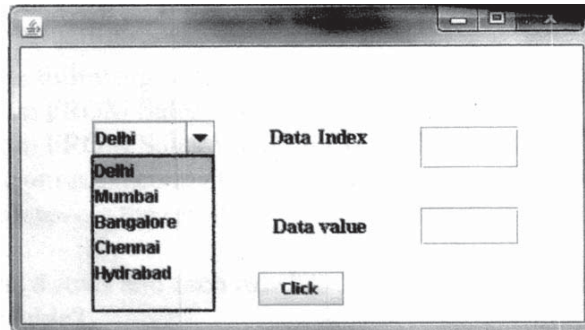 Delhi
Data Index
Delhi
Mumbai
Bangalore
Chennai
Hydrabad
Data value
Click